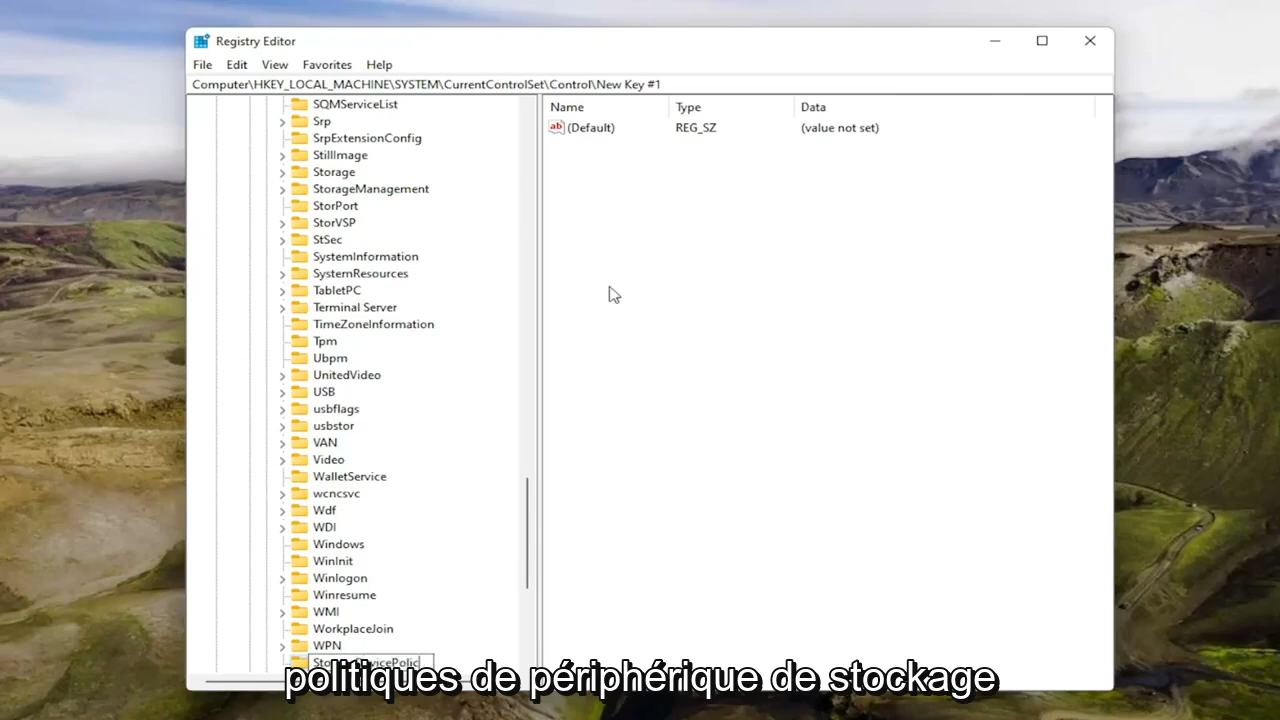 Registry Editor
File Edit View Favorites Help
Computer\HKEY_LOCAL_MACHINE\SYSTEM\CurrentControlSet\Control\New Key #1
Name Type Data
(Default) REG_SZ (value not set)
SQMServiceList
Srp
SrpExtensionConfig
StillImage
Storage
StorageManagement
StorPort
StorVSP
StSec
SystemInformation
SystemResources
TabletPC
Terminal Server
TimeZoneInformation
Tpm
Ubpm
UnitedVideo
USB
usbflags
usbstor
VAN
Video
WalletService
wcncsvc
Wdf
WDI
Windows
WinInit
Winlogon
Winresume
WMI
WorkplaceJoin
WPN
politiques de périphérique de stockage